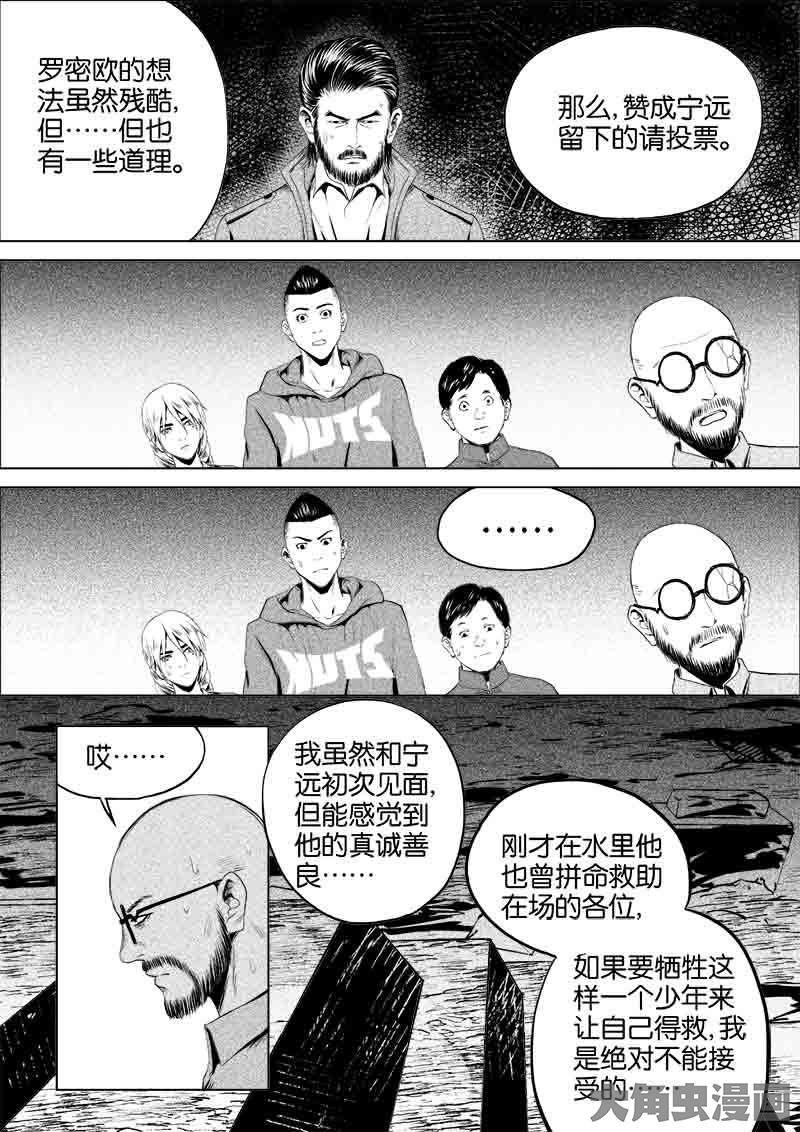 罗密欧的想
法虽然残酷,
但……但也
有一些道理。
那么,赞成宁远
留下的请投票。
NUTS
……
NUTS
哎……
我虽然和宁
远初次见面,
但能感觉到
他的真诚善
良……
刚才在水里他
也曾拼命救助
在场的各位,
如果要牺牲这
样一个少年来
让自己得救,我
是绝对不能接
受的……
大角虫漫画